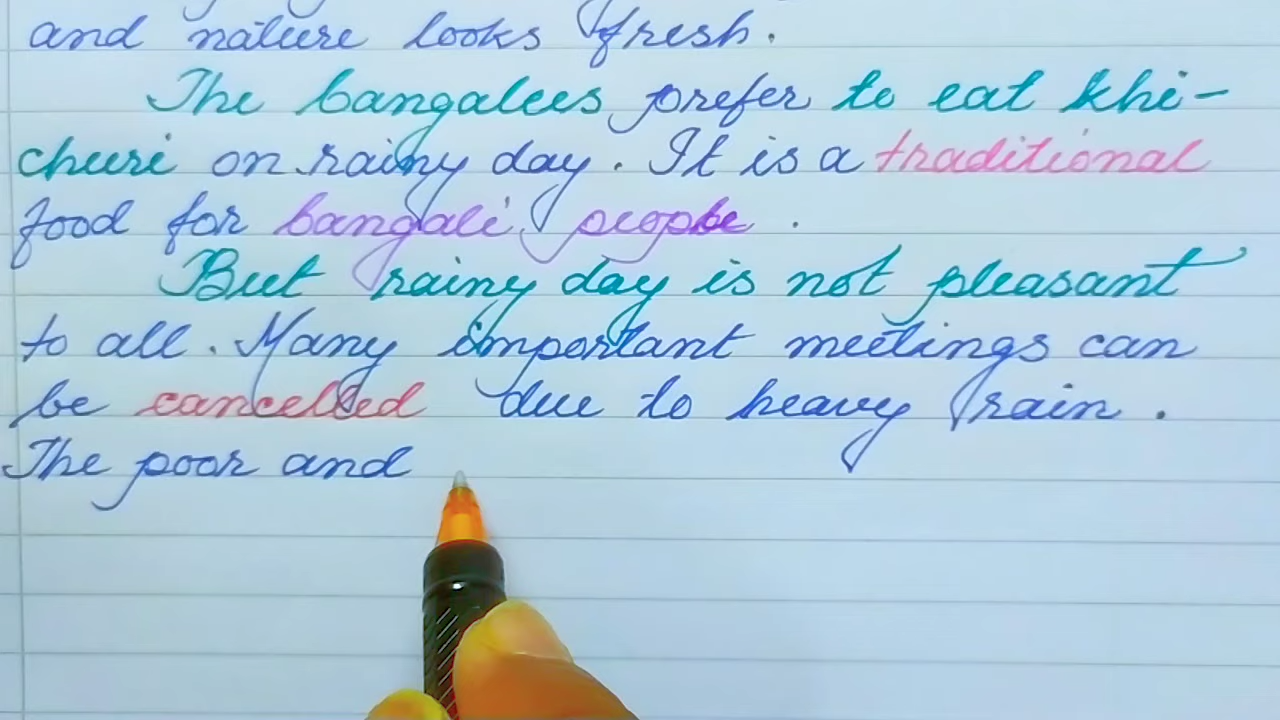 and nature looks fresh.
The bangalees prefer to eat khi-
churi on rainy day. It is a traditional
food for bangali people.
But rainy day is not pleasant
to all. Many important meetings can
be cancelled due to heavy rain.
The poor and